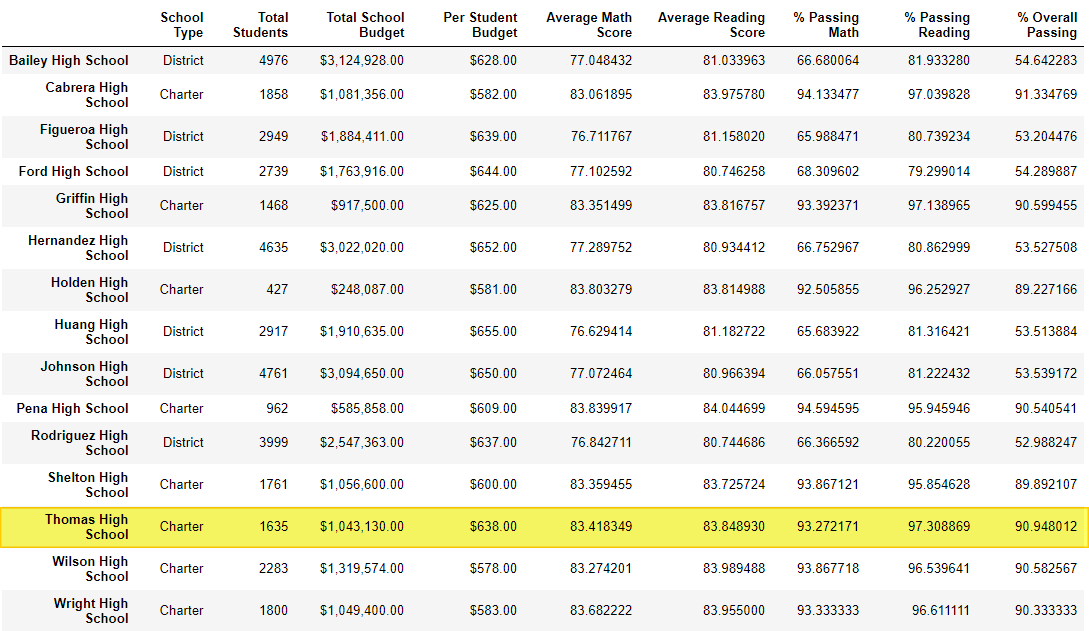 School Type Total Students Total School Budget Per Student Budget Average Math Score Average Reading Score % Passing Math % Passing Reading % Overall Passing
Bailey High School District 4976 $3,124,928.00 $628.00 77.048432 81.033963 66.680064 81.933280 54.642283
Cabrera High School Charter 1858 $1,081,356.00 $582.00 83.061895 83.975780 94.133477 97.039828 91.334769
Figueroa High School District 2949 $1,884,411.00 $639.00 76.711767 81.158020 65.988471 80.739234 53.204476
Ford High School District 2739 $1,763,916.00 $644.00 77.102592 80.746258 68.309602 79.299014 54.289887
Griffin High School Charter 1468 $917,500.00 $625.00 83.351499 83.816757 93.392371 97.138965 90.599455
Hernandez High School District 4635 $3,022,020.00 $652.00 77.289752 80.934412 66.752967 80.862999 53.527508
Holden High School Charter 427 $248,087.00 $581.00 83.803279 83.814988 92.505855 96.252927 89.227166
Huang High School District 2917 $1,910,635.00 $655.00 76.629414 81.182722 65.683922 81.316421 53.513884
Johnson High School District 4761 $3,094,650.00 $650.00 77.072464 80.966394 66.057551 81.222432 53.539172
Pena High School Charter 962 $585,858.00 $609.00 83.839917 84.044699 94.594595 95.945946 90.540541
Rodriguez High School District 3999 $2,547,363.00 $637.00 76.842711 80.744686 66.366592 80.220055 52.988247
Shelton High School Charter 1761 $1,056,600.00 $600.00 83.359455 83.725724 93.867121 95.854628 89.892107
Thomas High School Charter 1635 $1,043,130.00 $638.00 83.418349 83.848930 93.272171 97.308869 90.948012
Wilson High School Charter 2283 $1,319,574.00 $578.00 83.274201 83.989488 93.867718 96.539641 90.582567
Wright High School Charter 1800 $1,049,400.00 $583.00 83.682222 83.955000 93.333333 96.611111 90.333333